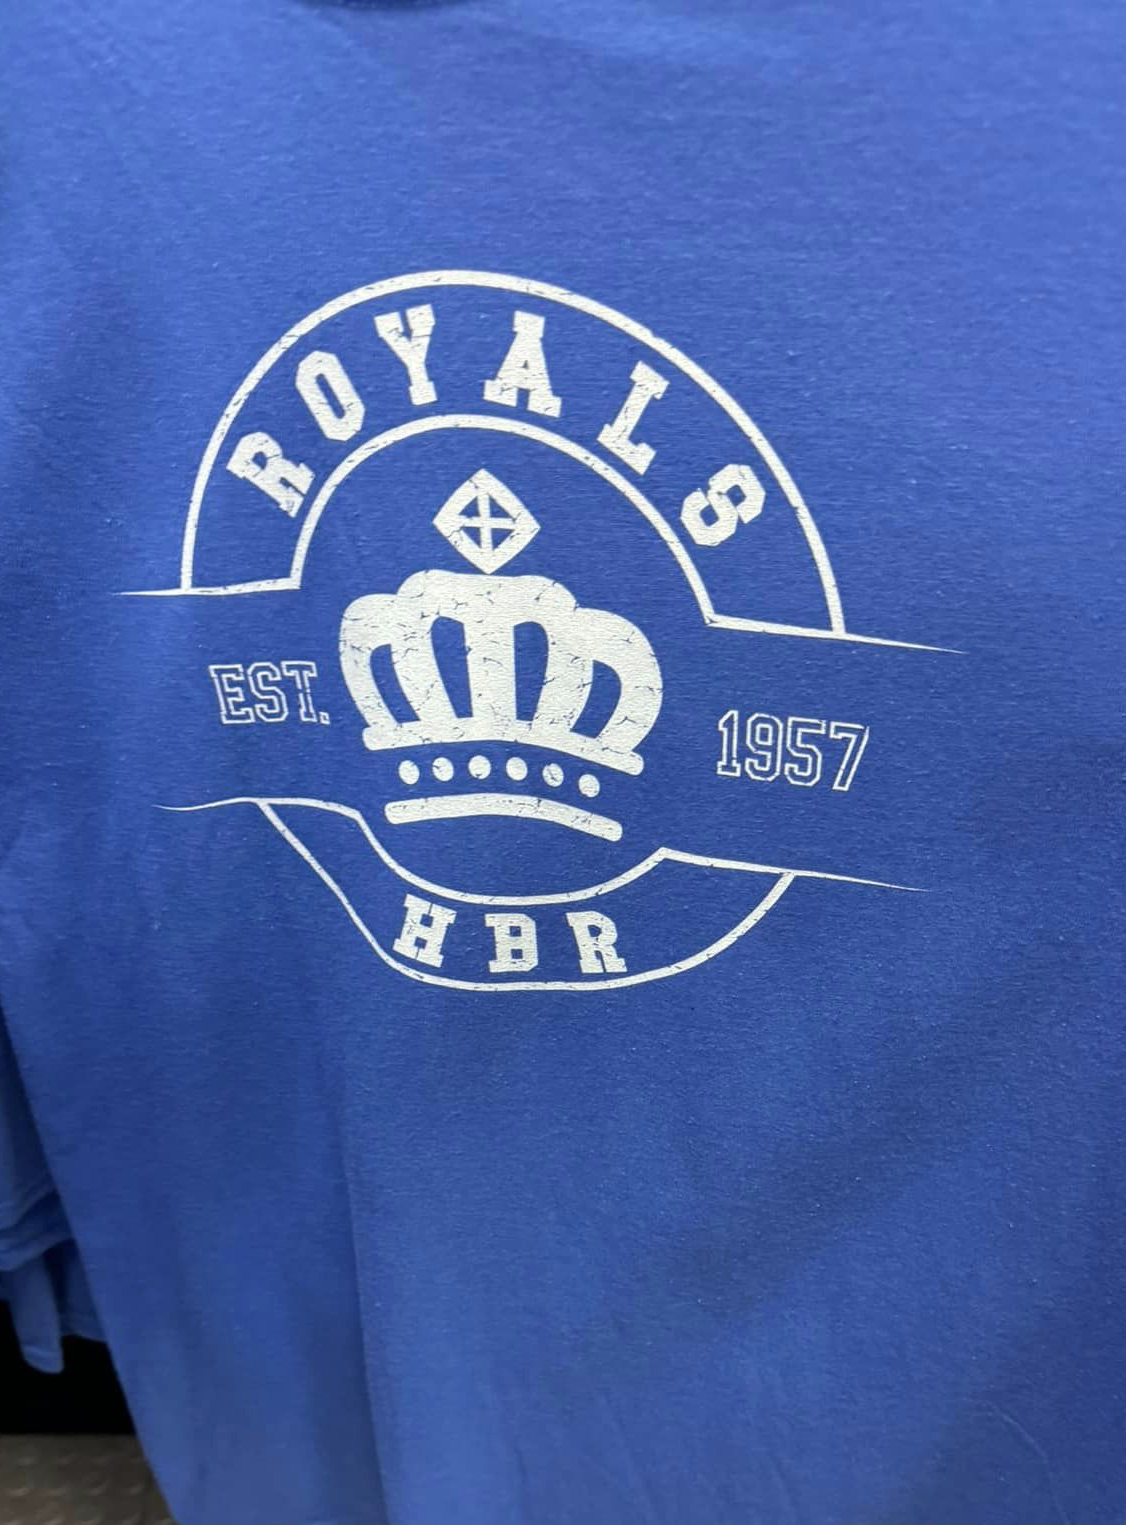 ROYALS
EST. 1957
HBR